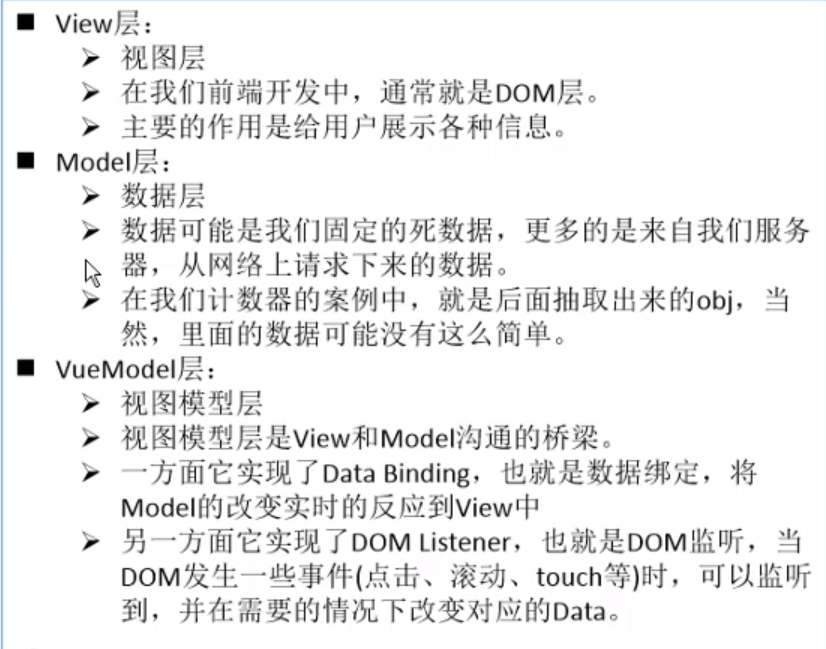 ■ View层：
➢ 视图层
➢ 在我们前端开发中，通常就是DOM层。
➢ 主要的作用是给用户展示各种信息。
■ Model层：
➢ 数据层
➢ 数据可能是我们固定的死数据，更多的是来自我们服务
器，从网络上请求下来的数据。
➢ 在我们计数器的案例中，就是后面抽取出来的obj，当
然，里面的数据可能没有这么简单。
■ VueModel层：
➢ 视图模型层
➢ 视图模型层是View和Model沟通的桥梁。
➢ 一方面它实现了Data Binding，也就是数据绑定，将
Model的改变实时的反应到View中
➢ 另一方面它实现了DOM Listener，也就是DOM监听，当
DOM发生一些事件(点击、滚动、touch等)时，可以监听
到，并在需要的情况下改变对应的Data。